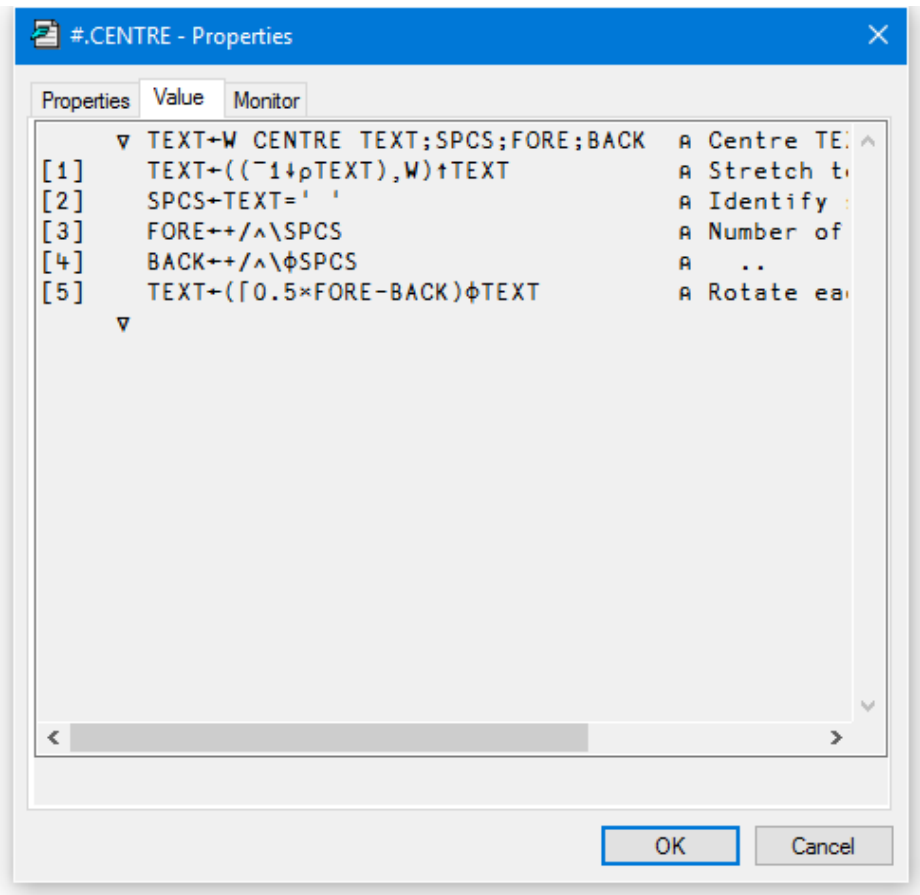 #.CENTRE - Properties
Properties Value Monitor
∇ TEXT←W CENTRE TEXT;SPCS;FORE;BACK ⍝ Centre
[1] TEXT←((¯1↓⍴TEXT),W)↑TEXT ⍝ Stretch
[2] SPCS←TEXT=' ' ⍝ Identify
[3] FORE←+/∧\SPCS ⍝ Number of
[4] BACK←+/∧\⌽SPCS ⍝ ..
[5] TEXT←(⌈0.5×FORE-BACK)⌽TEXT ⍝ Rotate
∇
OK Cancel